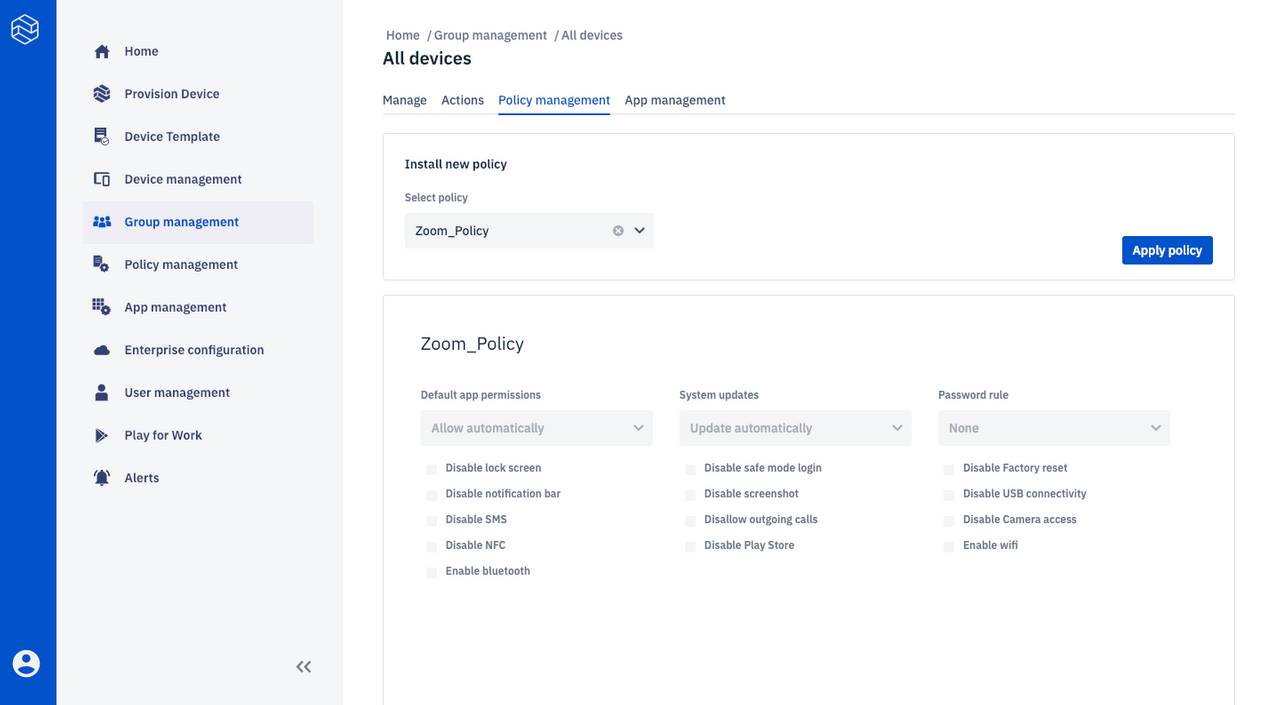 Home
Provision Device
Device Template
Device management
Group management
Policy management
App management
Enterprise configuration
User management
Play for Work
Alerts
Home / Group management / All devices
All devices
Manage Actions Policy management App management
Install new policy
Select policy
Zoom_Policy
Apply policy
Zoom_Policy
Default app permissions System updates Password rule
Allow automatically Update automatically None
Disable lock screen Disable safe mode login Disable Factory reset
Disable notification bar Disable screenshot Disable USB connectivity
Disable SMS Disallow outgoing calls Disable Camera access
Disable NFC Disable Play Store Enable wifi
Enable bluetooth